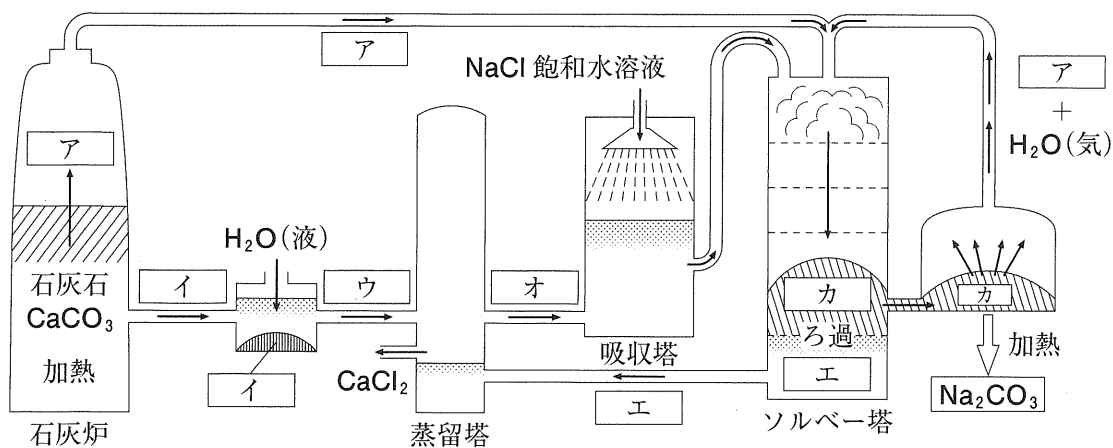 ア
NaCl 飽和水溶液
ア
+
H₂O(気)
ア
H₂O(液)
石灰石
CaCO₃
加熱
石灰炉
イ
イ
ウ
CaCl₂
蒸留塔
オ
吸収塔
エ
カ
ろ過
エ
ソルベー塔
カ
加熱
Na₂CO₃